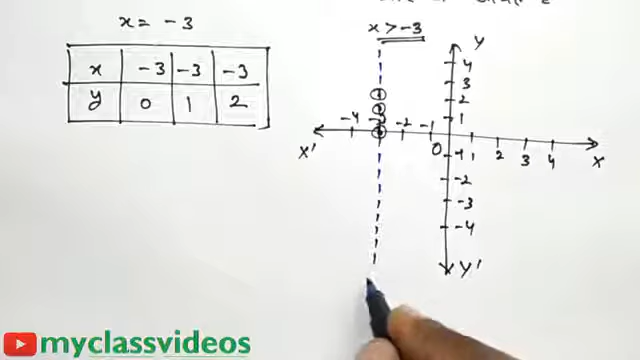 x = -3
x -3 -3 -3
y 0 1 2
x > -3
Y
4
3
2
1
-4 -3 -2 -1
X' 0 1 2 3 4 X
-1
-2
-3
-4
Y'
myclassvideos